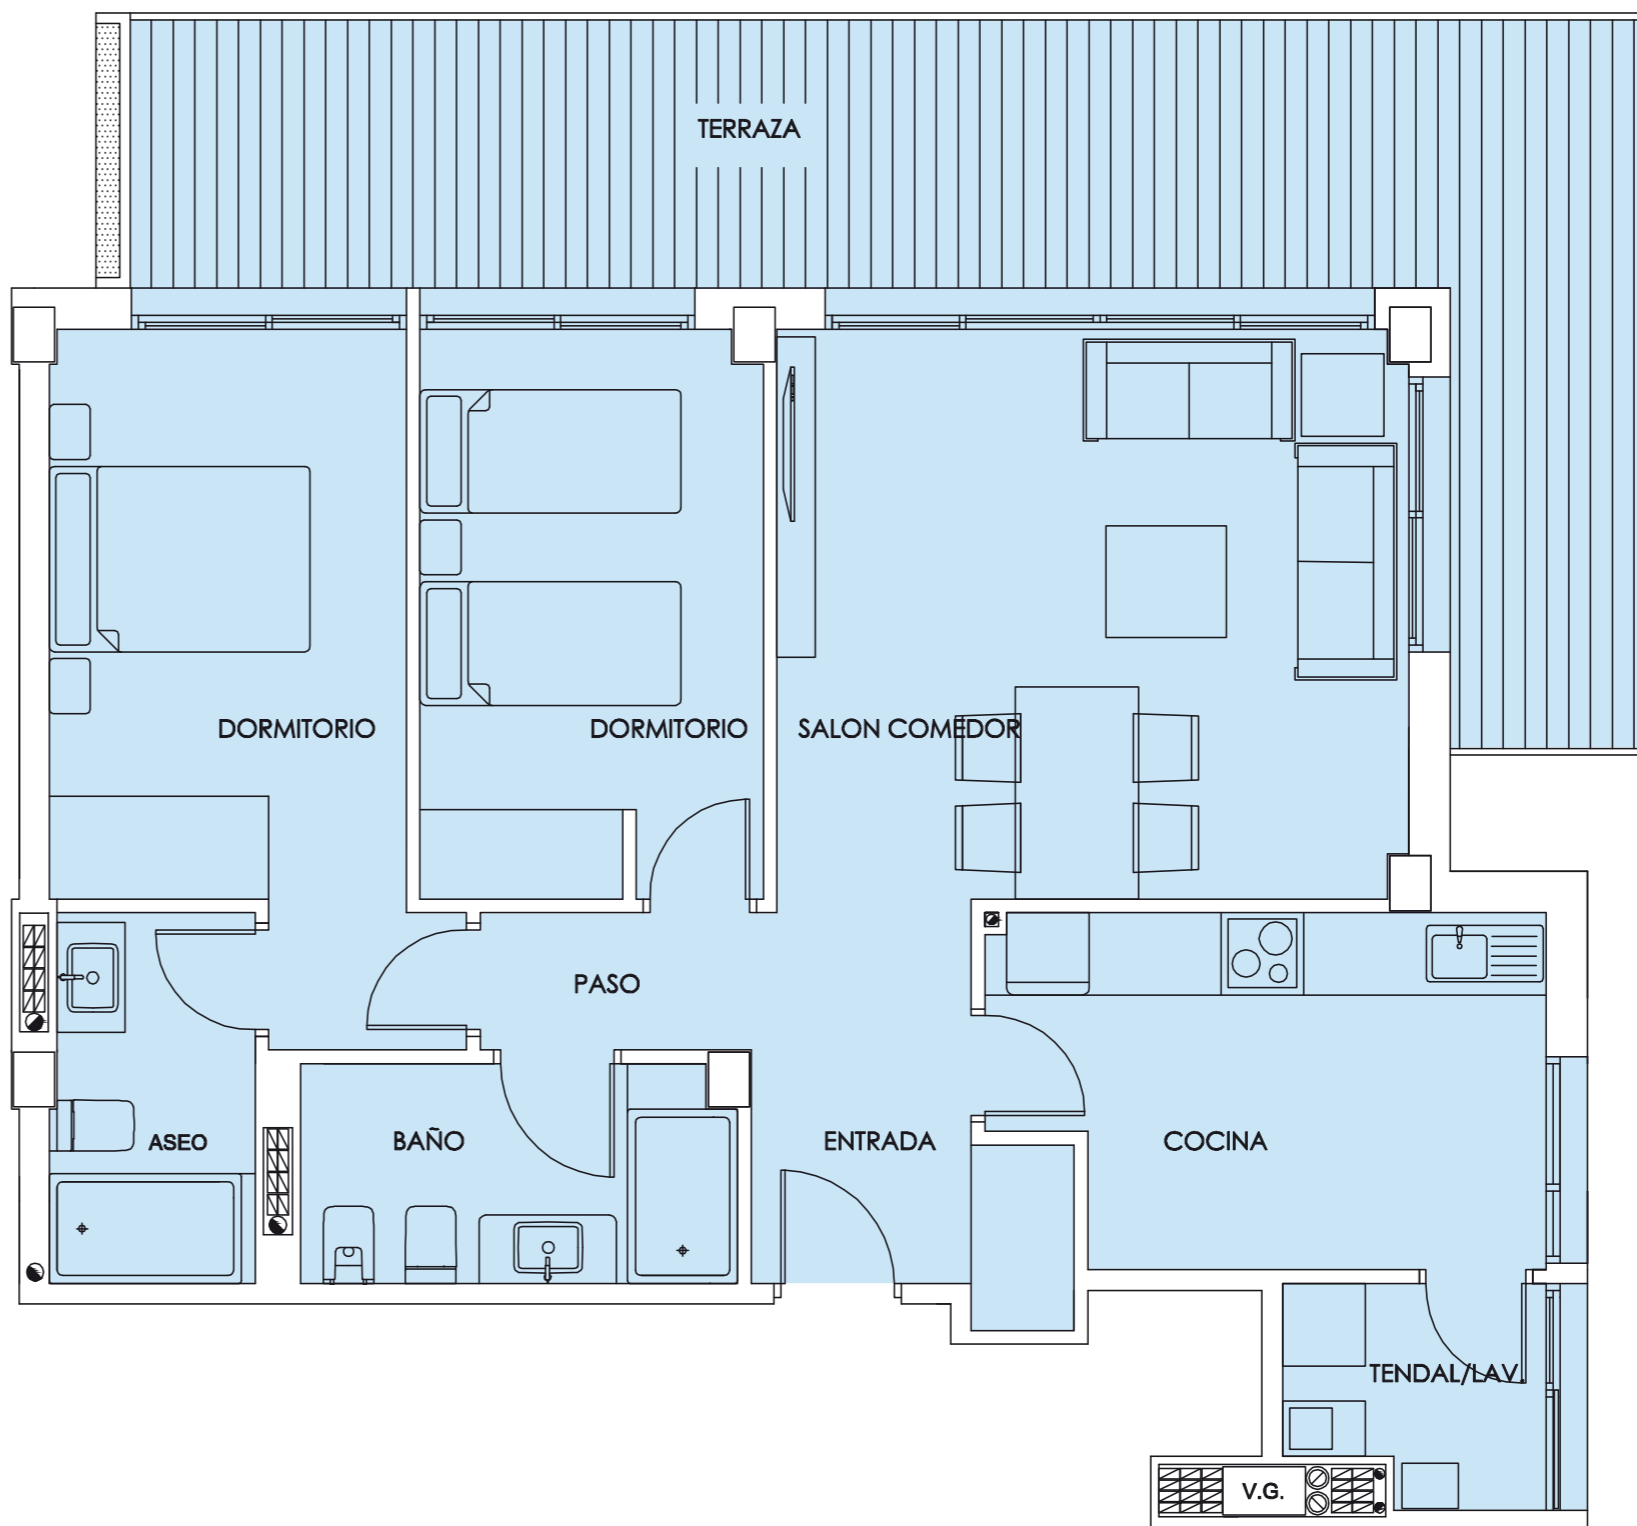 TERRAZA
DORMITORIO
DORMITORIO
SALON COMEDOR
PASO
ASEO
BAÑO
ENTRADA
COCINA
TENDAL/LAV.
V.G.